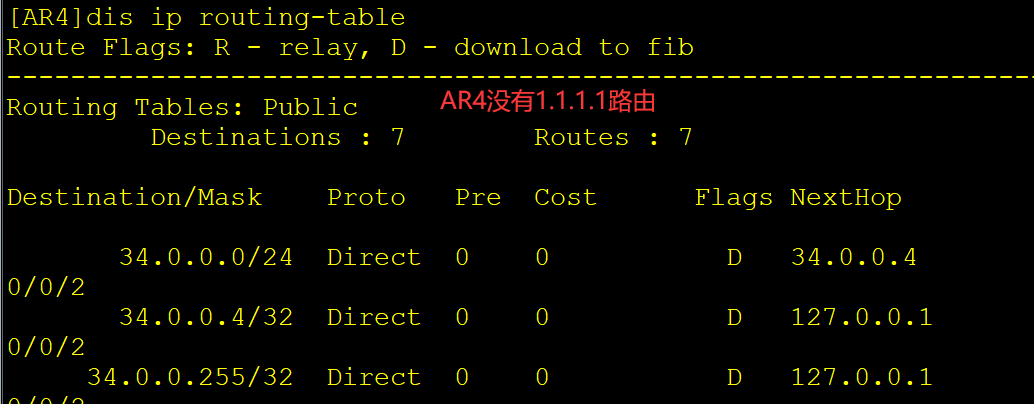 [AR4]dis ip routing-table
Route Flags: R - relay, D - download to fib
------------------------------------------------------------------------------
Routing Tables: Public
AR4没有1.1.1.1路由
Destinations : 7        Routes : 7
Destination/Mask    Proto   Pre  Cost      Flags NextHop
34.0.0.0/24  Direct  0    0           D   34.0.0.4
0/0/2
34.0.0.4/32  Direct  0    0           D   127.0.0.1
0/0/2
34.0.0.255/32  Direct  0    0           D   127.0.0.1
0/0/2